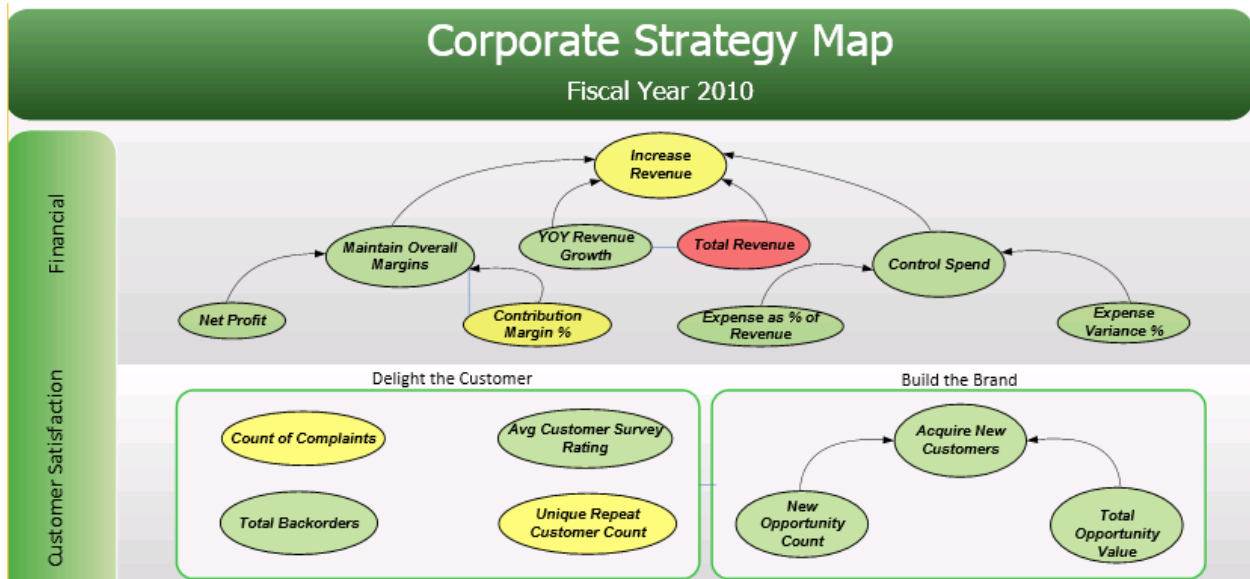 Corporate Strategy Map
Fiscal Year 2010
Financial
Increase
Revenue
Maintain Overall
Margins
YOY Revenue
Growth
Total Revenue
Control Spend
Net Profit
Contribution
Margin %
Expense as % of
Revenue
Expense
Variance %
Customer Satisfaction
Delight the Customer
Count of Complaints
Avg Customer Survey
Rating
Total Backorders
Unique Repeat
Customer Count
Build the Brand
Acquire New
Customers
New
Opportunity
Count
Total
Opportunity
Value